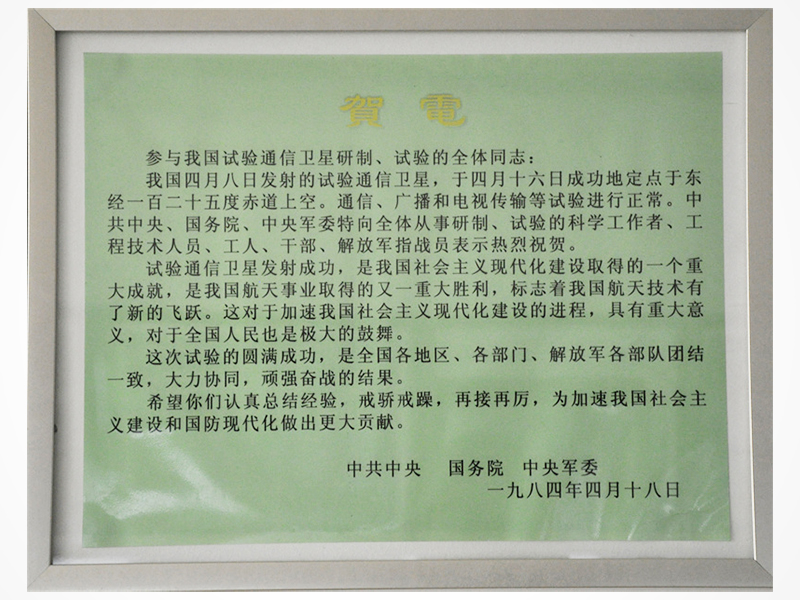 賀電
参与我国试验通信卫星研制、试验的全体同志：
我国四月八日发射的试验通信卫星，于四月十六日成功地定点于东
经一百二十五度赤道上空。通信、广播和电视传输等试验进行正常。中
共中央、国务院、中央军委特向全体从事研制、试验的科学工作者、工
程技术人员、工人、干部、解放军指战员表示热烈祝贺。
试验通信卫星发射成功，是我国社会主义现代化建设取得的一个重
大成就，是我国航天事业取得的又一重大胜利，标志着我国航天技术有
了新的飞跃。这对于加速我国社会主义现代化建设的进程，具有重大意
义，对于全国人民也是极大的鼓舞。
这次试验的圆满成功，是全国各地区、各部门、解放军各部队团结
一致，大力协同，顽强奋战的结果。
希望你们认真总结经验，戒骄戒躁，再接再厉，为加速我国社会主
义建设和国防现代化做出更大贡献。
中共中央 国务院 中央军委
一九八四年四月十八日